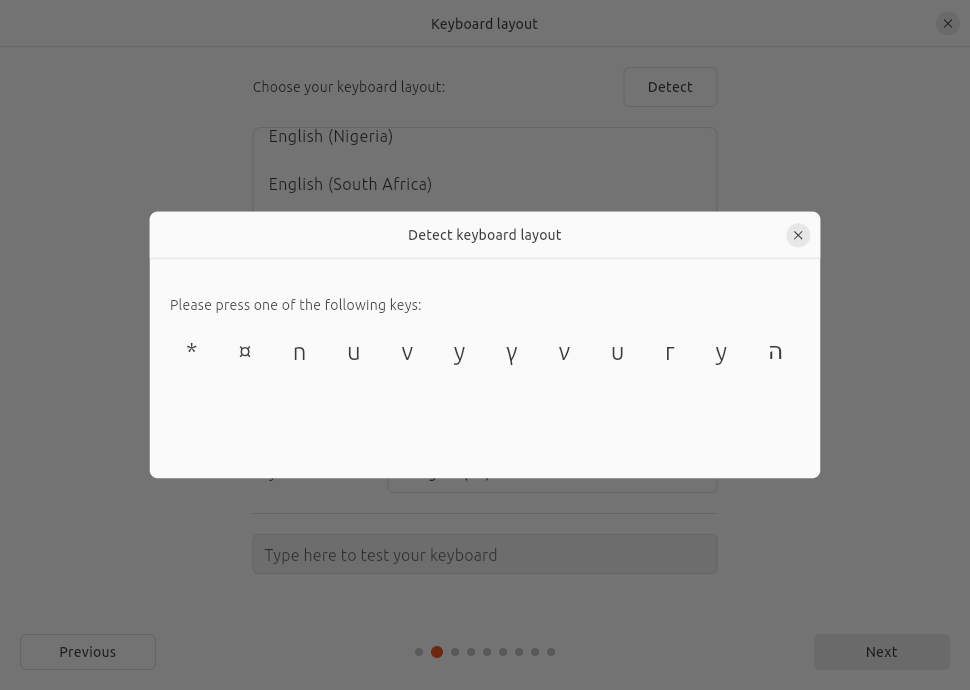 Keyboard layout
Choose your keyboard layout:
Detect
English (Nigeria)
English (South Africa)
Detect keyboard layout
Please press one of the following keys:
* ¤ n u v y γ ν υ г у ה
Type here to test your keyboard
Previous
Next